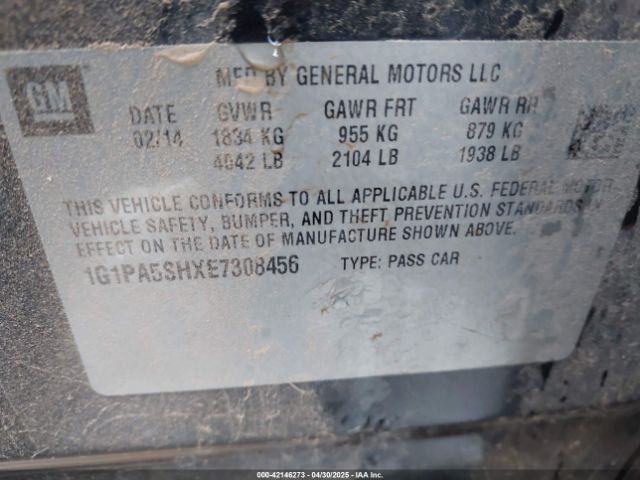 GM
MFD BY GENERAL MOTORS LLC
DATE GVWR GAWR FRT GAWR RR
02/14 1834 KG 955 KG 879 KG
4042 LB 2104 LB 1938 LB
THIS VEHICLE CONFORMS TO ALL APPLICABLE U.S. FEDERAL MOTOR
VEHICLE SAFETY, BUMPER, AND THEFT PREVENTION STANDARDS IN
EFFECT ON THE DATE OF MANUFACTURE SHOWN ABOVE.
1G1PA5SHXE7308456 TYPE: PASS CAR
000-42146273 - 04/30/2025 - IAAI.COM